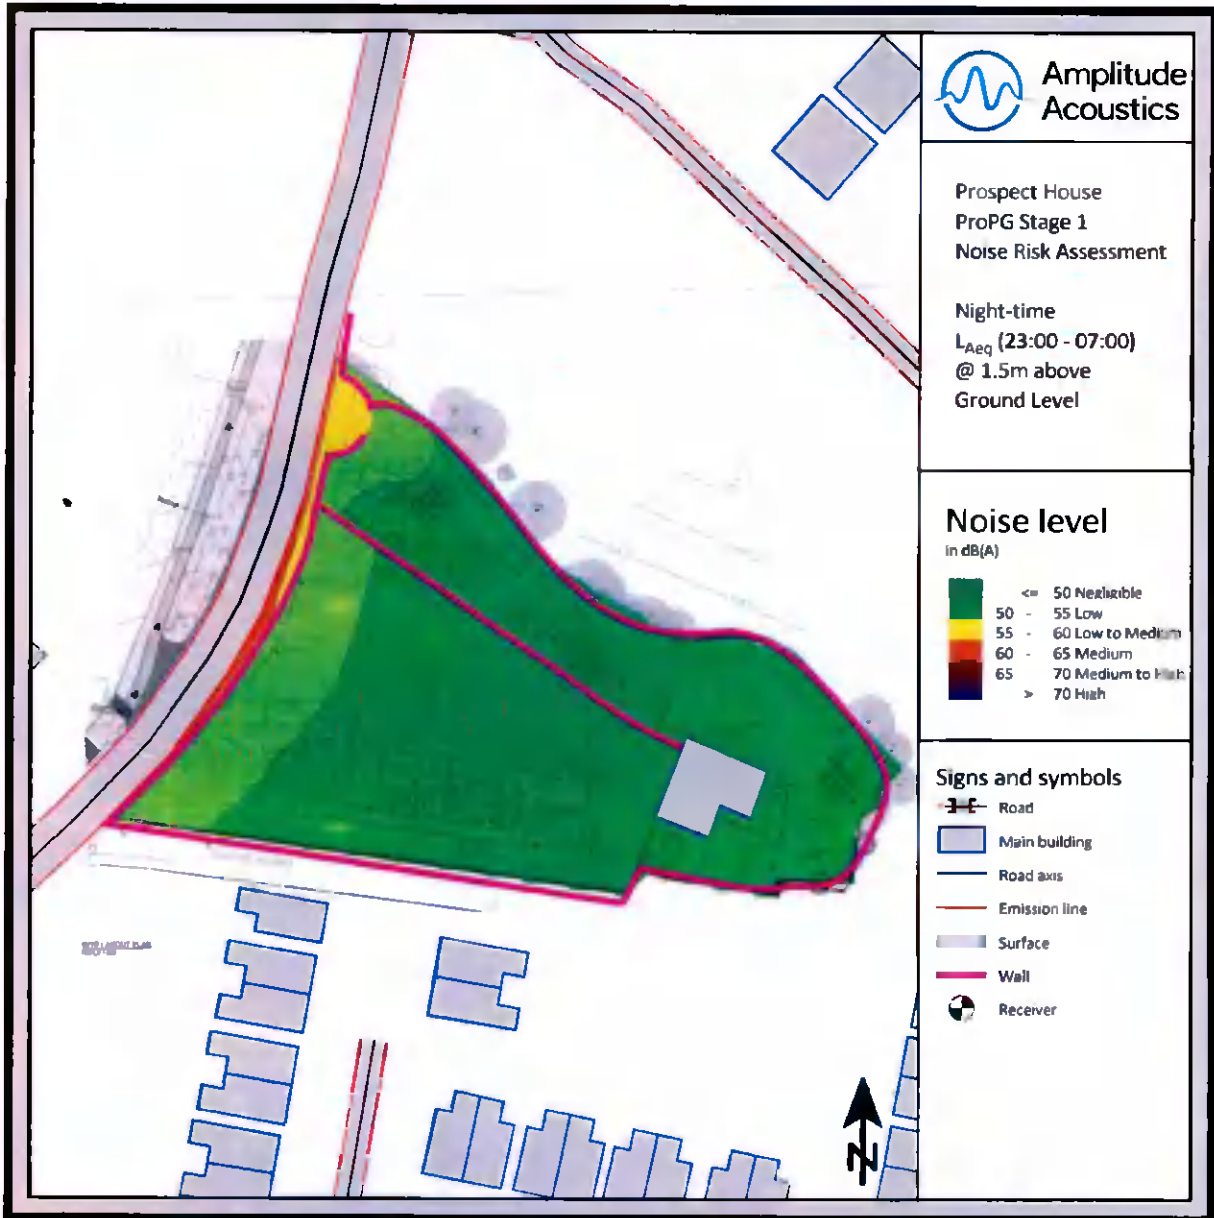 Amplitude
Acoustics
Prospect House
ProPG Stage 1
Noise Risk Assessment
Night-time
LAeq (23:00 - 07:00)
@ 1.5m above
Ground Level
Noise level
in dB(A)
<= 50 Negligible
50 - 55 Low
55 - 60 Low to Medium
60 - 65 Medium
65 70 Medium to High
> 70 High
Signs and symbols
Road
Main building
Road axis
Emission line
Surface
Wall
Receiver
N